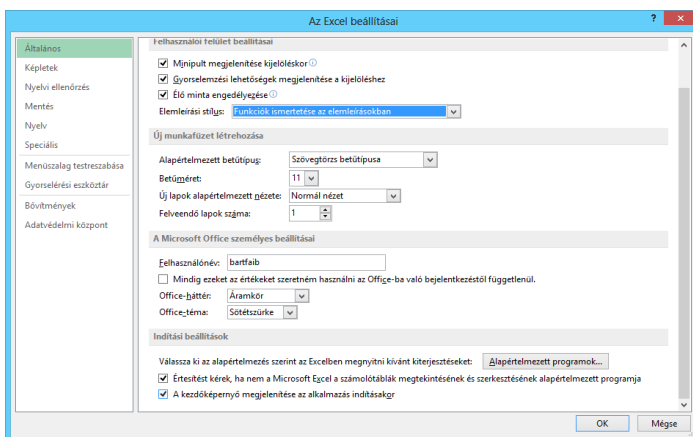 Az Excel beállításai
?
Általános
Képletek
Nyelvi ellenőrzés
Mentés
Nyelv
Speciális
Menüszalag testreszabása
Gyorselérési eszköztár
Bővítmények
Adatvédelmi központ
Felhasználói felület beállításai
Minipult megjelenítése kijelöléskor
Gyorselemzési lehetőségek megjelenítése a kijelöléshez
Élő minta engedélyezése
Elemleírási stílus: Funkciók ismertetése az elemleírásokban
Új munkafüzet létrehozása
Alapértelmezett betűtípus: Szövegtörzs betűtípusa
Betűméret: 11
Új lapok alapértelmezett nézete: Normál nézet
Felveendő lapok száma: 1
A Microsoft Office személyes beállításai
Felhasználónév: bartfaib
Mindig ezeket az értékeket szeretném használni az Office-ba való bejelentkezéstől függetlenül.
Office-háttér: Áramkör
Office-téma: Sötétszürke
Indítási beállítások
Válassza ki az alapértelmezés szerint az Excelben megnyitni kívánt kiterjesztéseket: Alapértelmezett programok...
Értesítést kérek, ha nem a Microsoft Excel a számolótáblák megtekintésének és szerkesztésének alapértelmezett programja
A kezdőképernyő megjelenítése az alkalmazás indításakor
OK Mégse